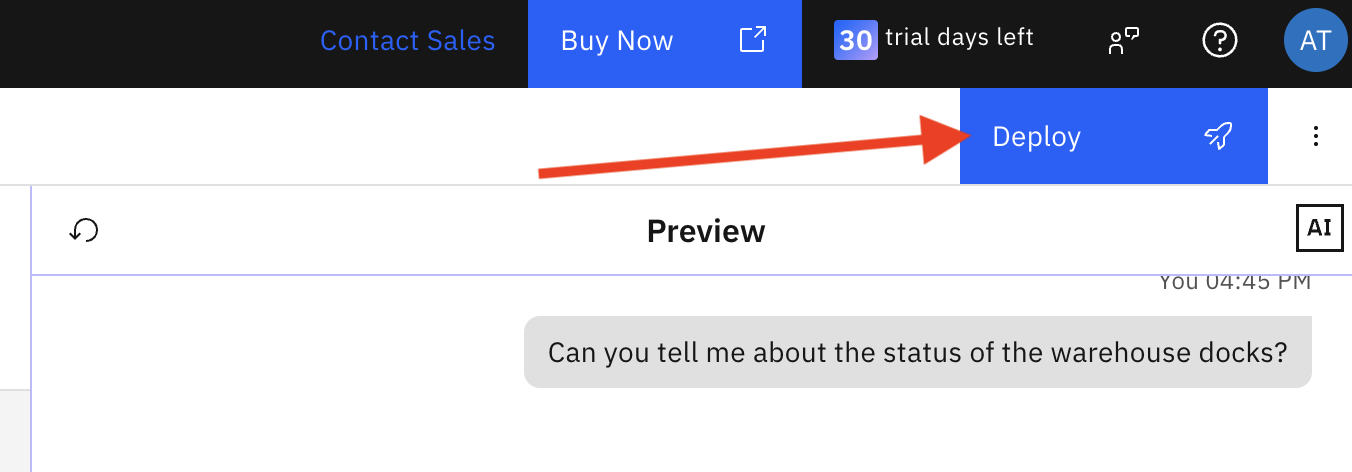 Contact Sales
Buy Now
30 trial days left
AT
Deploy
Preview
AI
You 04:45 PM
Can you tell me about the status of the warehouse docks?